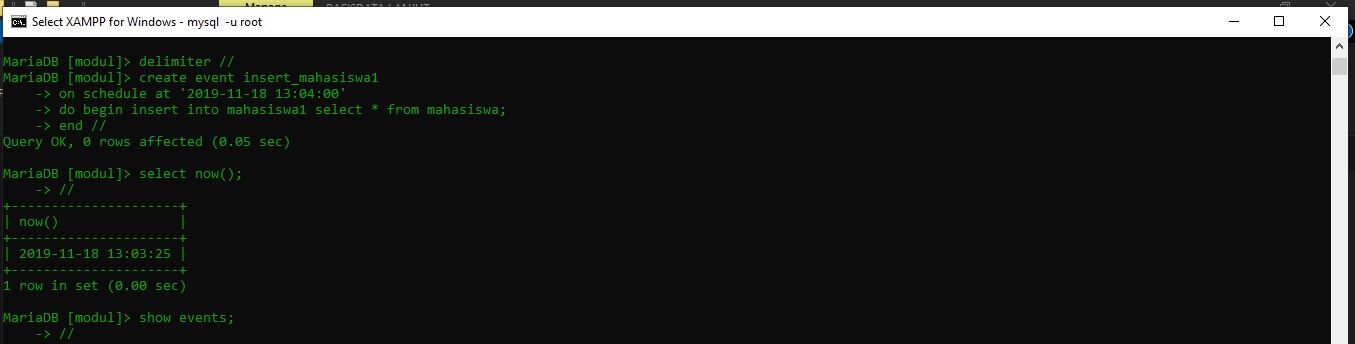 Manage
BASISDATA LANJUT
Select XAMPP for Windows - mysql  -u root
MariaDB [modul]> delimiter //
MariaDB [modul]> create event insert_mahasiswa1
    -> on schedule at '2019-11-18 13:04:00'
    -> do begin insert into mahasiswa1 select * from mahasiswa;
    -> end //
Query OK, 0 rows affected (0.05 sec)
MariaDB [modul]> select now();
    -> //
+---------------------+
| now()               |
+---------------------+
| 2019-11-18 13:03:25 |
+---------------------+
1 row in set (0.00 sec)
MariaDB [modul]> show events;
    -> //